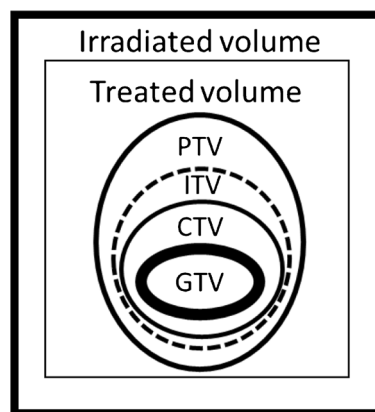 Irradiated volume
Treated volume
PTV
ITV
CTV
GTV